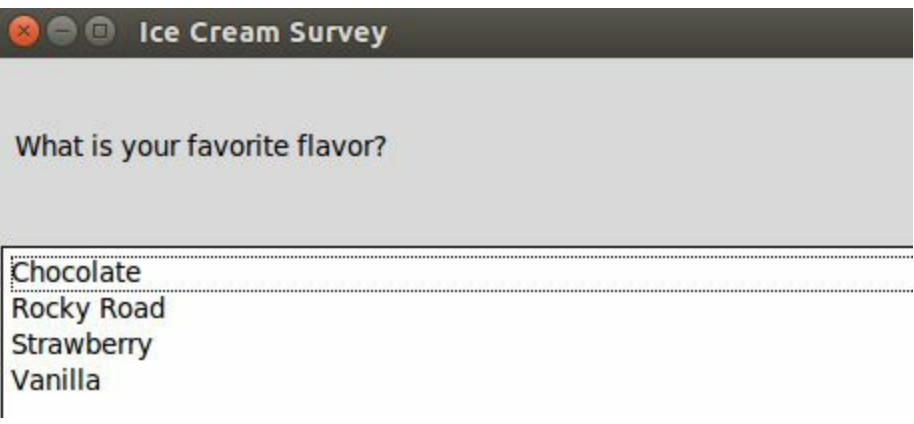 Ice Cream Survey
What is your favorite flavor?
Chocolate
Rocky Road
Strawberry
Vanilla